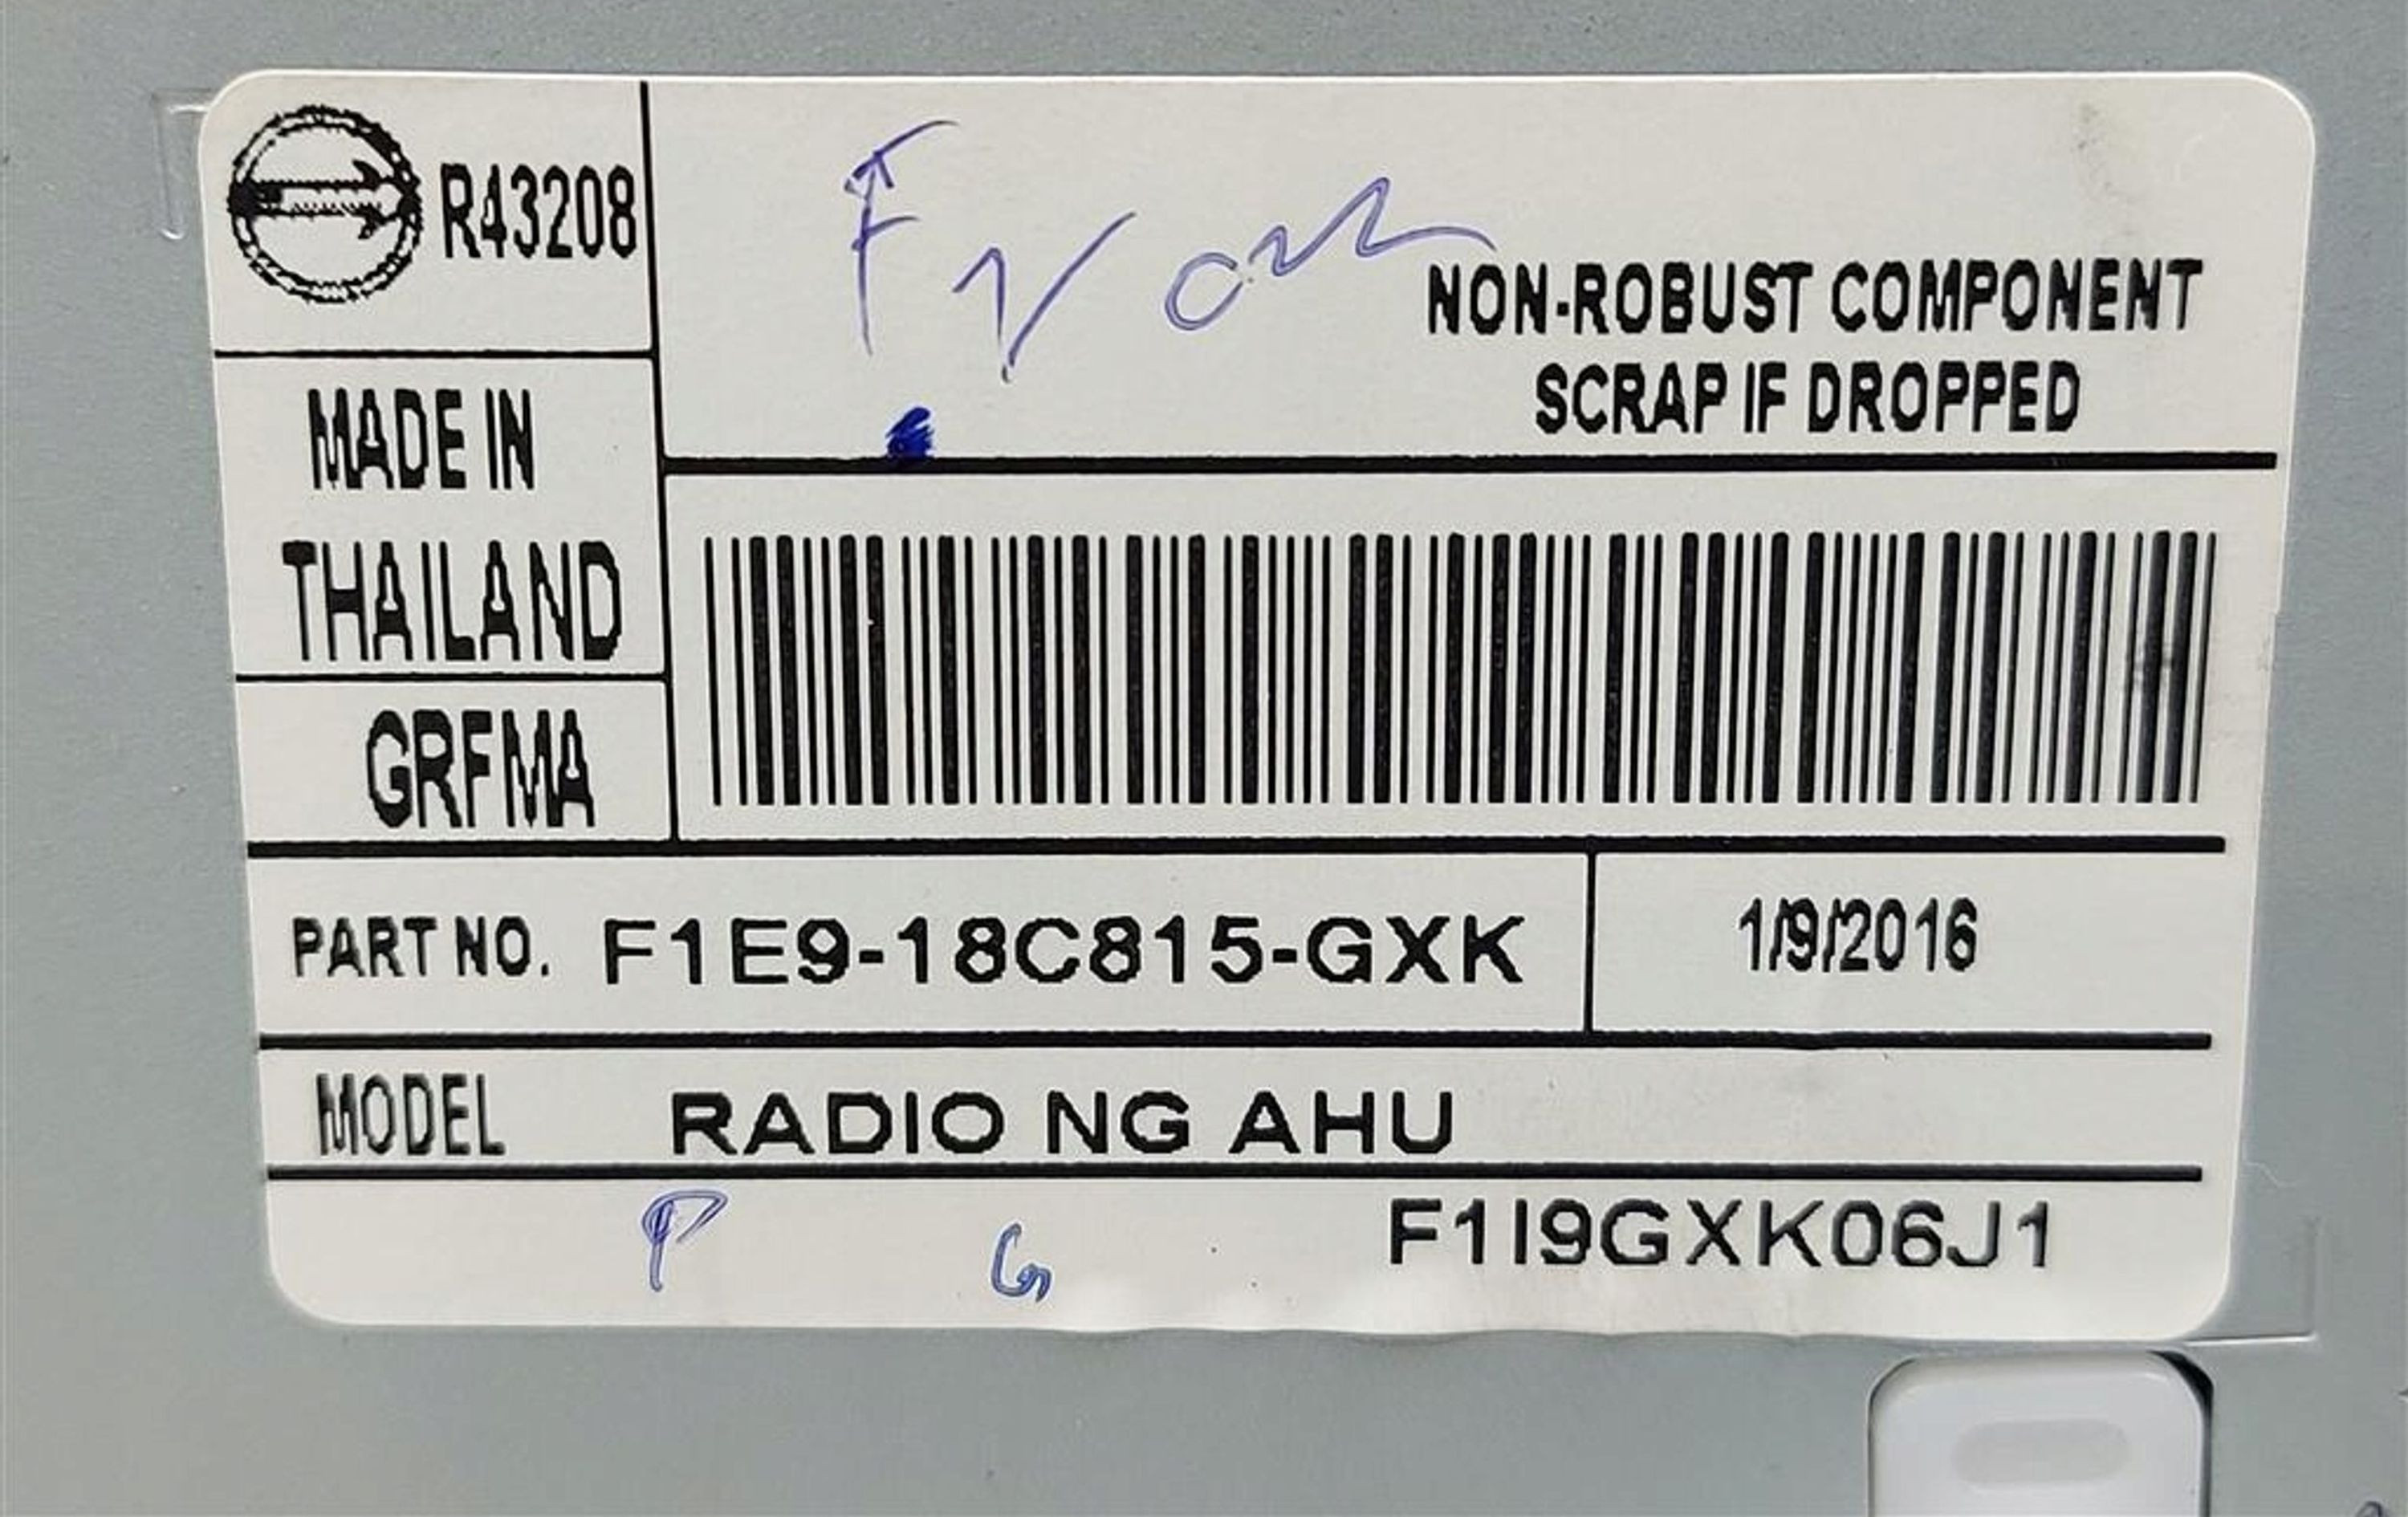 R43208
NON-ROBUST COMPONENT
SCRAP IF DROPPED
MADE IN
THAILAND
GRFMA
PART NO. F1E9-18C815-GXK
1/9/2016
MODEL RADIO NG AHU
P G F1I9GXK06J1